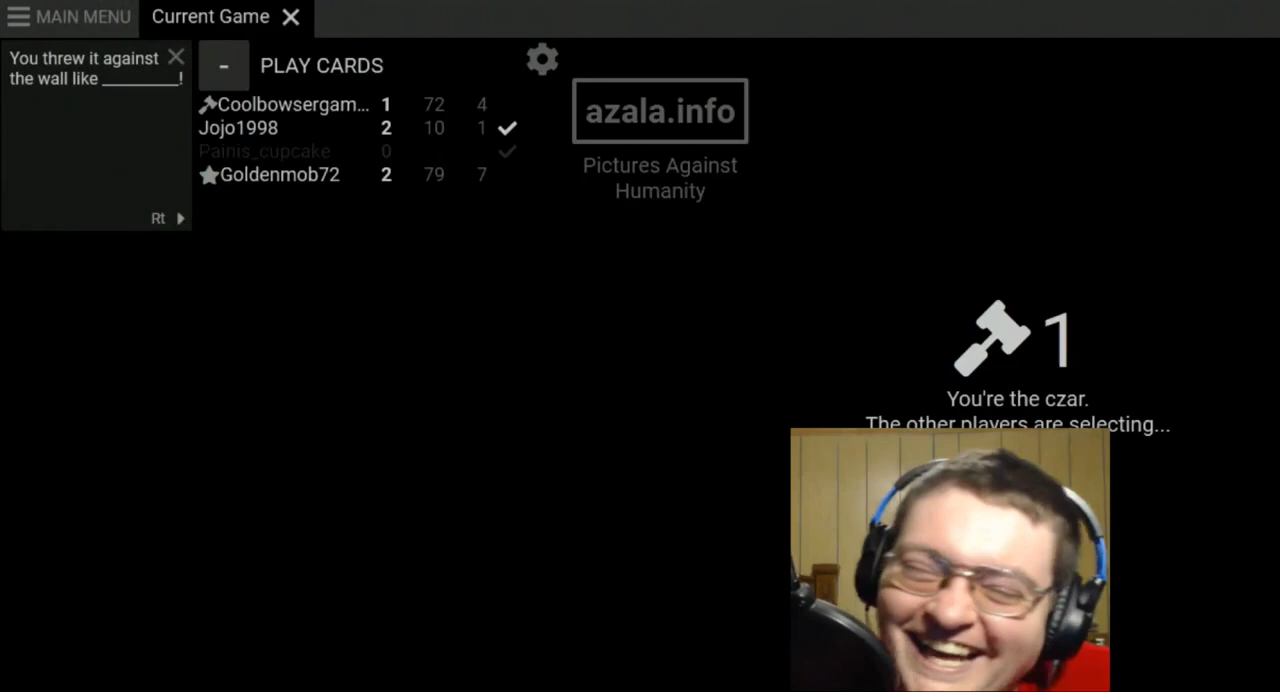 MAIN MENU
Current Game
You threw it against
the wall like _________!
Rt
-
PLAY CARDS
Coolbowsergam... 1 72 4
Jojo1998 2 10 1
Painis_cupcake 0
Goldenmob72 2 79 7
azala.info
Pictures Against
Humanity
1
You're the czar.
The other players are selecting...